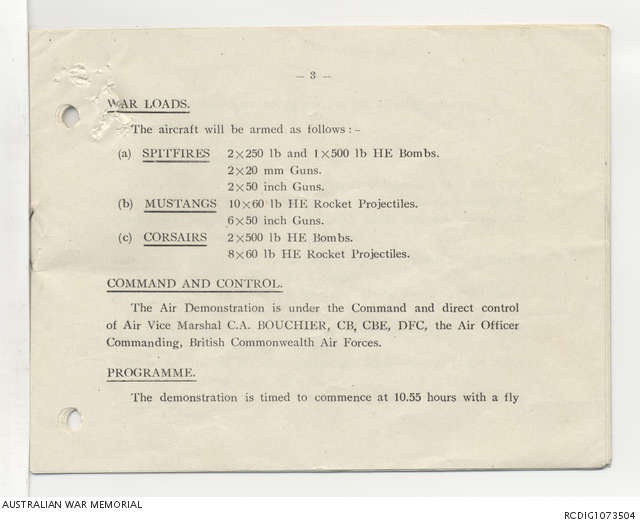 — 3 —
WAR LOADS.
The aircraft will be armed as follows : -
(a) SPITFIRES 2×250 lb and 1×500 lb HE Bombs.
2×20 mm Guns.
2×50 inch Guns.
(b) MUSTANGS 10×60 lb HE Rocket Projectiles.
6×50 inch Guns.
(c) CORSAIRS 2×500 lb HE Bombs.
8×60 lb HE Rocket Projectiles.
COMMAND AND CONTROL.
The Air Demonstration is under the Command and direct control
of Air Vice Marshal C.A. BOUCHIER, CB, CBE, DFC, the Air Officer
Commanding, British Commonwealth Air Forces.
PROGRAMME.
The demonstration is timed to commence at 10.55 hours with a fly
AUSTRALIAN WAR MEMORIAL
RCDIG1073504